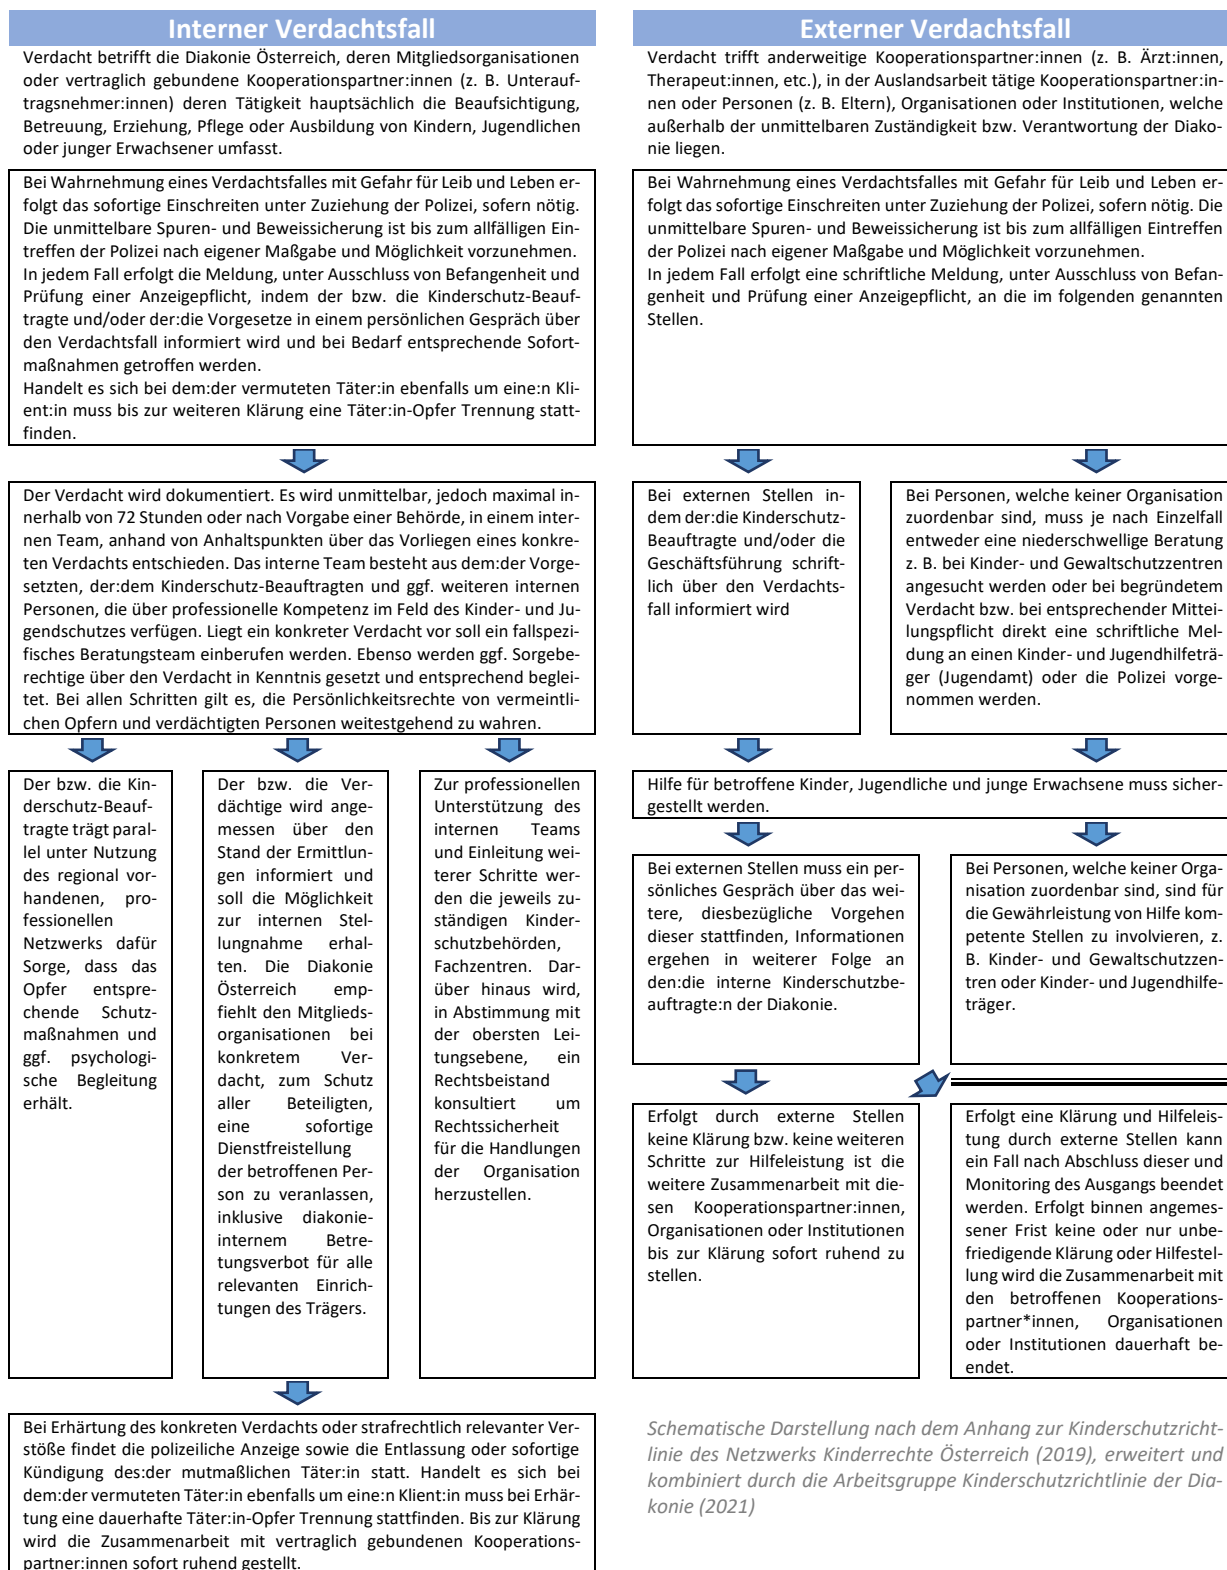 Interner Verdachtsfall
Verdacht betrifft die Diakonie Österreich, deren Mitgliedsorganisationen
oder vertraglich gebundene Kooperationspartner:innen (z. B. Unterauf-
tragsnehmer:innen) deren Tätigkeit hauptsächlich die Beaufsichtigung,
Betreuung, Erziehung, Pflege oder Ausbildung von Kindern, Jugendlichen
oder junger Erwachsener umfasst.
Bei Wahrnehmung eines Verdachtsfalles mit Gefahr für Leib und Leben er-
folgt das sofortige Einschreiten unter Zuziehung der Polizei, sofern nötig.
Die unmittelbare Spuren- und Beweissicherung ist bis zum allfälligen Ein-
treffen der Polizei nach eigener Maßgabe und Möglichkeit vorzunehmen.
In jedem Fall erfolgt die Meldung, unter Ausschluss von Befangenheit und
Prüfung einer Anzeigepflicht, indem der bzw. die Kinderschutz-Beauf-
tragte und/oder der:die Vorgesetze in einem persönlichen Gespräch über
den Verdachtsfall informiert wird und bei Bedarf entsprechende Sofort-
maßnahmen getroffen werden.
Handelt es sich bei dem:der vermuteten Täter:in ebenfalls um eine:n Kli-
ent:in muss bis zur weiteren Klärung eine Täter:in-Opfer Trennung statt-
finden.
Der Verdacht wird dokumentiert. Es wird unmittelbar, jedoch maximal in-
nerhalb von 72 Stunden oder nach Vorgabe einer Behörde, in einem inter-
nen Team, anhand von Anhaltspunkten über das Vorliegen eines konkre-
ten Verdachts entschieden. Das interne Team besteht aus dem:der Vorge-
setzten, der:dem Kinderschutz-Beauftragten und ggf. weiteren internen
Personen, die über professionelle Kompetenz im Feld des Kinder- und Ju-
gendschutzes verfügen. Liegt ein konkreter Verdacht vor soll ein fallspezi-
fisches Beratungsteam einberufen werden. Ebenso werden ggf. Sorgebe-
rechtige über den Verdacht in Kenntnis gesetzt und entsprechend beglei-
tet. Bei allen Schritten gilt es, die Persönlichkeitsrechte von vermeintli-
chen Opfern und verdächtigten Personen weitestgehend zu wahren.
Der bzw. die Kin-
derschutz-Beauf-
tragte trägt paral-
lel unter Nutzung
des regional vor-
handenen, pro-
fessionellen
Netzwerks dafür
Sorge, dass das
Opfer entspre-
chende Schutz-
maßnahmen und
ggf. psychologi-
sche Begleitung
erhält.
Der bzw. die Ver-
dächtige wird ange-
messen über den
Stand der Ermittlun-
gen informiert und
soll die Möglichkeit
zur internen Stel-
lungnahme erhal-
ten. Die Diakonie
Österreich emp-
fiehlt den Mitglieds-
organisationen bei
konkretem Ver-
dacht, zum Schutz
aller Beteiligten,
eine sofortige
Dienstfreistellung
der betroffenen Per-
son zu veranlassen,
inklusive diakonie-
internem Betre-
tungsverbot für alle
relevanten Einrich-
tungen des Trägers.
Zur professionellen
Unterstützung des
internen Teams
und Einleitung wei-
terer Schritte wer-
den die jeweils zu-
ständigen Kinder-
schutzbehörden,
Fachzentren. Dar-
über hinaus wird,
in Abstimmung mit
der obersten Lei-
tungsebene, ein
Rechtsbeistand
konsultiert um
Rechtssicherheit
für die Handlungen
der Organisation
herzustellen.
Bei Erhärtung des konkreten Verdachts oder strafrechtlich relevanter Ver-
stöße findet die polizeiliche Anzeige sowie die Entlassung oder sofortige
Kündigung des:der mutmaßlichen Täter:in statt. Handelt es sich bei
dem:der vermuteten Täter:in ebenfalls um eine:n Klient:in muss bei Erhär-
tung eine dauerhafte Täter:in-Opfer Trennung stattfinden. Bis zur Klärung
wird die Zusammenarbeit mit vertraglich gebundenen Kooperations-
partner:innen sofort ruhend gestellt.
Externer Verdachtsfall
Verdacht trifft anderweitige Kooperationspartner:innen (z. B. Ärzt:innen,
Therapeut:innen, etc.), in der Auslandsarbeit tätige Kooperationspartner:in-
nen oder Personen (z. B. Eltern), Organisationen oder Institutionen, welche
außerhalb der unmittelbaren Zuständigkeit bzw. Verantwortung der Diako-
nie liegen.
Bei Wahrnehmung eines Verdachtsfalles mit Gefahr für Leib und Leben er-
folgt das sofortige Einschreiten unter Zuziehung der Polizei, sofern nötig. Die
unmittelbare Spuren- und Beweissicherung ist bis zum allfälligen Eintreffen
der Polizei nach eigener Maßgabe und Möglichkeit vorzunehmen.
In jedem Fall erfolgt eine schriftliche Meldung, unter Ausschluss von Befan-
genheit und Prüfung einer Anzeigepflicht, an die im folgenden genannten
Stellen.
Bei externen Stellen in-
dem der:die Kinderschutz-
Beauftragte und/oder die
Geschäftsführung schrift-
lich über den Verdachts-
fall informiert wird
Bei Personen, welche keiner Organisation
zuordenbar sind, muss je nach Einzelfall
entweder eine niederschwellige Beratung
z. B. bei Kinder- und Gewaltschutzzentren
angesucht werden oder bei begründetem
Verdacht bzw. bei entsprechender Mittei-
lungspflicht direkt eine schriftliche Mel-
dung an einen Kinder- und Jugendhilfeträ-
ger (Jugendamt) oder die Polizei vorge-
nommen werden.
Hilfe für betroffene Kinder, Jugendliche und junge Erwachsene muss sicher-
gestellt werden.
Bei externen Stellen muss ein per-
sönliches Gespräch über das wei-
tere, diesbezügliche Vorgehen
dieser stattfinden, Informationen
ergehen in weiterer Folge an
den:die interne Kinderschutzbe-
auftragte:n der Diakonie.
Bei Personen, welche keiner Orga-
nisation zuordenbar sind, sind für
die Gewährleistung von Hilfe kom-
petente Stellen zu involvieren, z.
B. Kinder- und Gewaltschutzzen-
tren oder Kinder- und Jugendhilfe-
träger.
Erfolgt durch externe Stellen
keine Klärung bzw. keine weiteren
Schritte zur Hilfeleistung ist die
weitere Zusammenarbeit mit die-
sen Kooperationspartner:innen,
Organisationen oder Institutionen
bis zur Klärung sofort ruhend zu
stellen.
Erfolgt eine Klärung und Hilfeleis-
tung durch externe Stellen kann
ein Fall nach Abschluss dieser und
Monitoring des Ausgangs beendet
werden. Erfolgt binnen angemes-
sener Frist keine oder nur unbe-
friedigende Klärung oder Hilfestel-
lung wird die Zusammenarbeit mit
den betroffenen Kooperations-
partner*innen, Organisationen
oder Institutionen dauerhaft be-
endet.
Schematische Darstellung nach dem Anhang zur Kinderschutzricht-
linie des Netzwerks Kinderrechte Österreich (2019), erweitert und
kombiniert durch die Arbeitsgruppe Kinderschutzrichtlinie der Dia-
konie (2021)